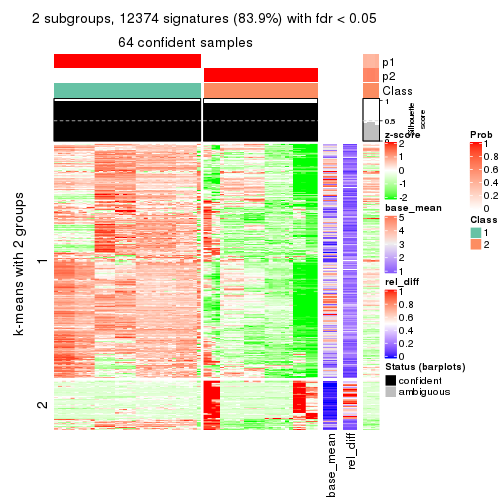 2 subgroups, 12374 signatures (83.9%) with fdr < 0.05
64 confident samples
p1
p2
Class
1
0.5
0
Silhouette
score
k-means with 2 groups
1
2
base_mean
rel_diff
z-score
2
1
0
-1
-2
base_mean
5
4
3
2
1
rel_diff
1
0.8
0.6
0.4
0.2
0
Status (barplots)
confident
ambiguous
Prob
1
0.8
0.6
0.4
0.2
0
Class
1
2